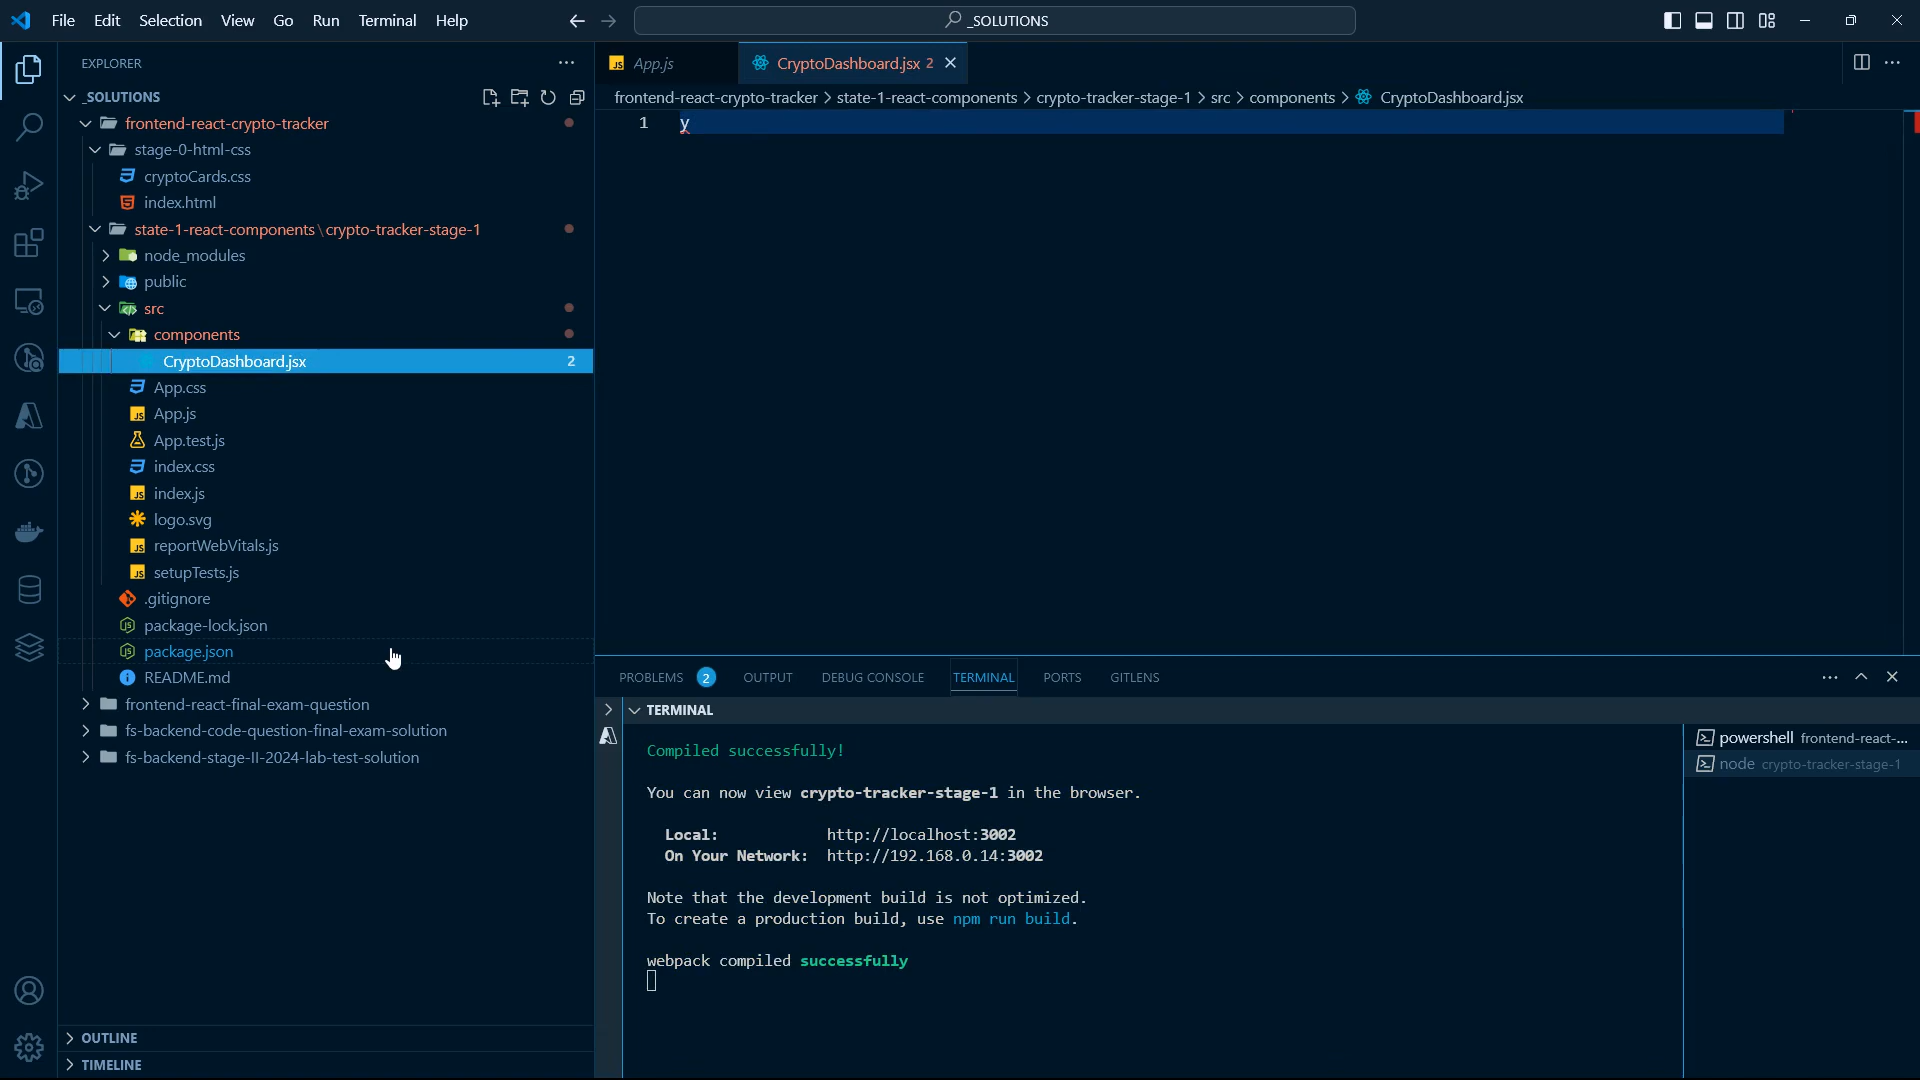 File Edit Selection View Go Run Terminal Help
_SOLUTIONS
EXPLORER
_SOLUTIONS
frontend-react-crypto-tracker
stage-0-html-css
cryptoCards.css
index.html
state-1-react-components\crypto-tracker-stage-1
node_modules
public
src
components
CryptoDashboard.jsx 2
App.css
App.js
App.test.js
index.css
index.js
logo.svg
reportWebVitals.js
setupTests.js
.gitignore
package-lock.json
package.json
README.md
frontend-react-final-exam-question
fs-backend-code-question-final-exam-solution
fs-backend-stage-II-2024-lab-test-solution
OUTLINE
TIMELINE
App.js
CryptoDashboard.jsx 2
frontend-react-crypto-tracker > state-1-react-components > crypto-tracker-stage-1 > src > components > CryptoDashboard.jsx
1 y
PROBLEMS 2 OUTPUT DEBUG CONSOLE TERMINAL PORTS GITLENS
TERMINAL
Compiled successfully!
You can now view crypto-tracker-stage-1 in the browser.
Local: http://localhost:3002
On Your Network: http://192.168.0.14:3002
Note that the development build is not optimized.
To create a production build, use npm run build.
webpack compiled successfully
powershell frontend-react-...
node crypto-tracker-stage-1